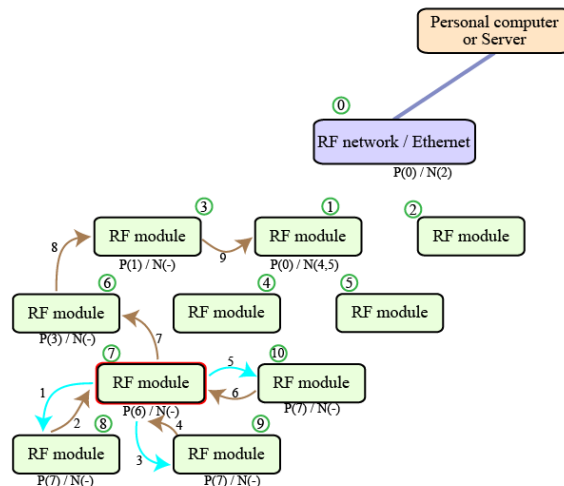 Personal computer
or Server
0
RF network / Ethernet
P(0) / N(2)
3
1
2
RF module
RF module
RF module
8
9
P(1) / N(-)
P(0) / N(4,5)
6
4
5
RF module
RF module
RF module
P(3) / N(-)
7
7
5
10
RF module
RF module
1
6
P(6) / N(-)
P(7) / N(-)
2
8
4
9
RF module
3
RF module
P(7) / N(-)
P(7) / N(-)